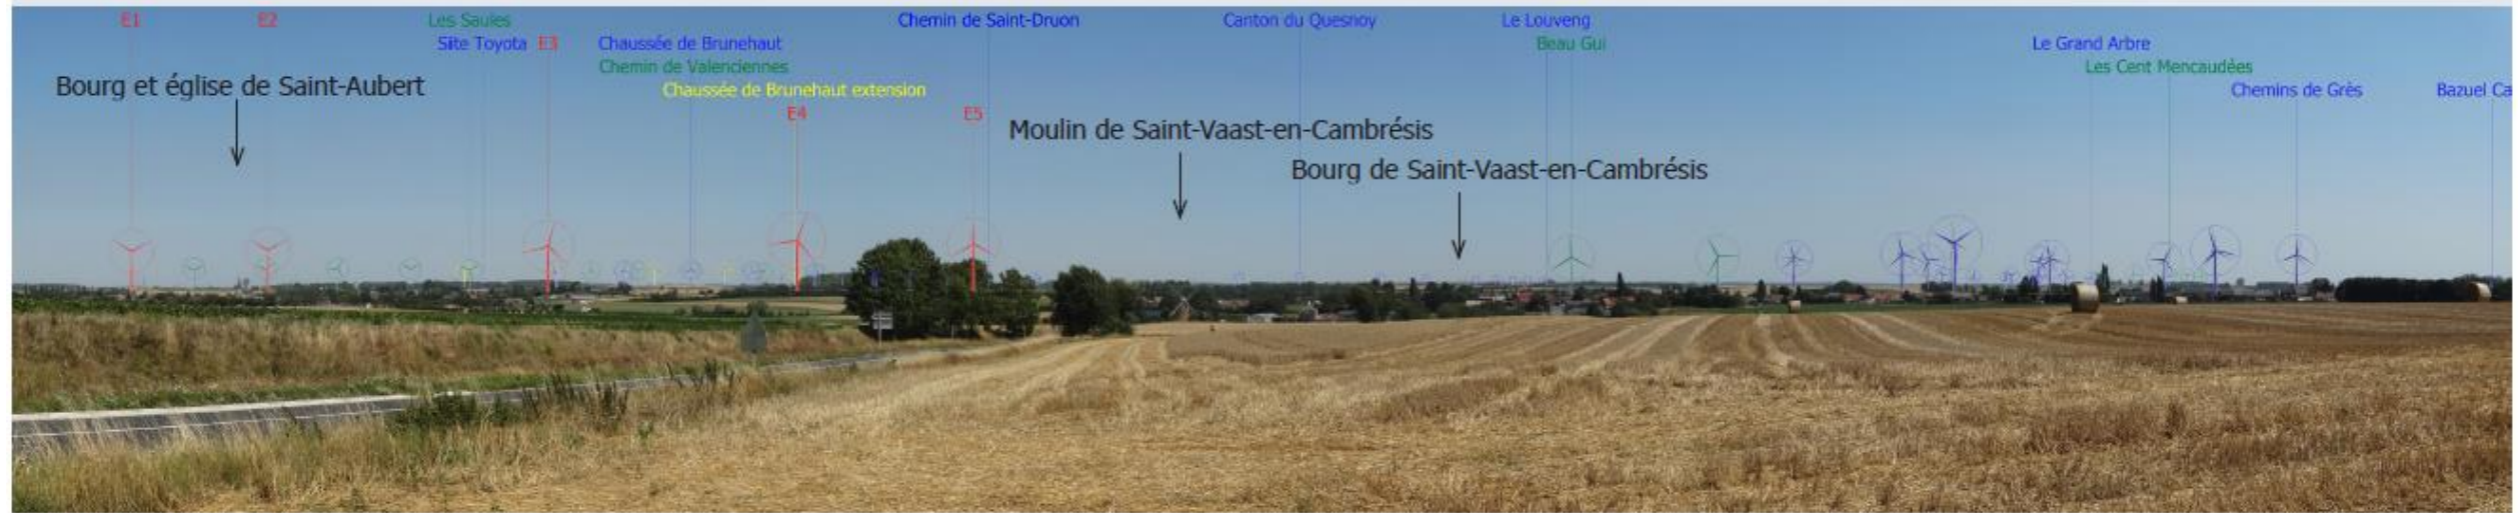 E1
E2
Les Saules
Chemin de Saint-Druon
Canton du Quesnoy
Le Louveng
Site Toyota
E3
Chaussée de Brunehaut
Beau Gui
Le Grand Arbre
Chemin de Valenciennes
Les Cent Mencaudées
Bourg et église de Saint-Aubert
Chaussée de Brunehaut extension
Chemins de Grès
Bazuel Ca
E4
E5
Moulin de Saint-Vaast-en-Cambrésis
Bourg de Saint-Vaast-en-Cambrésis